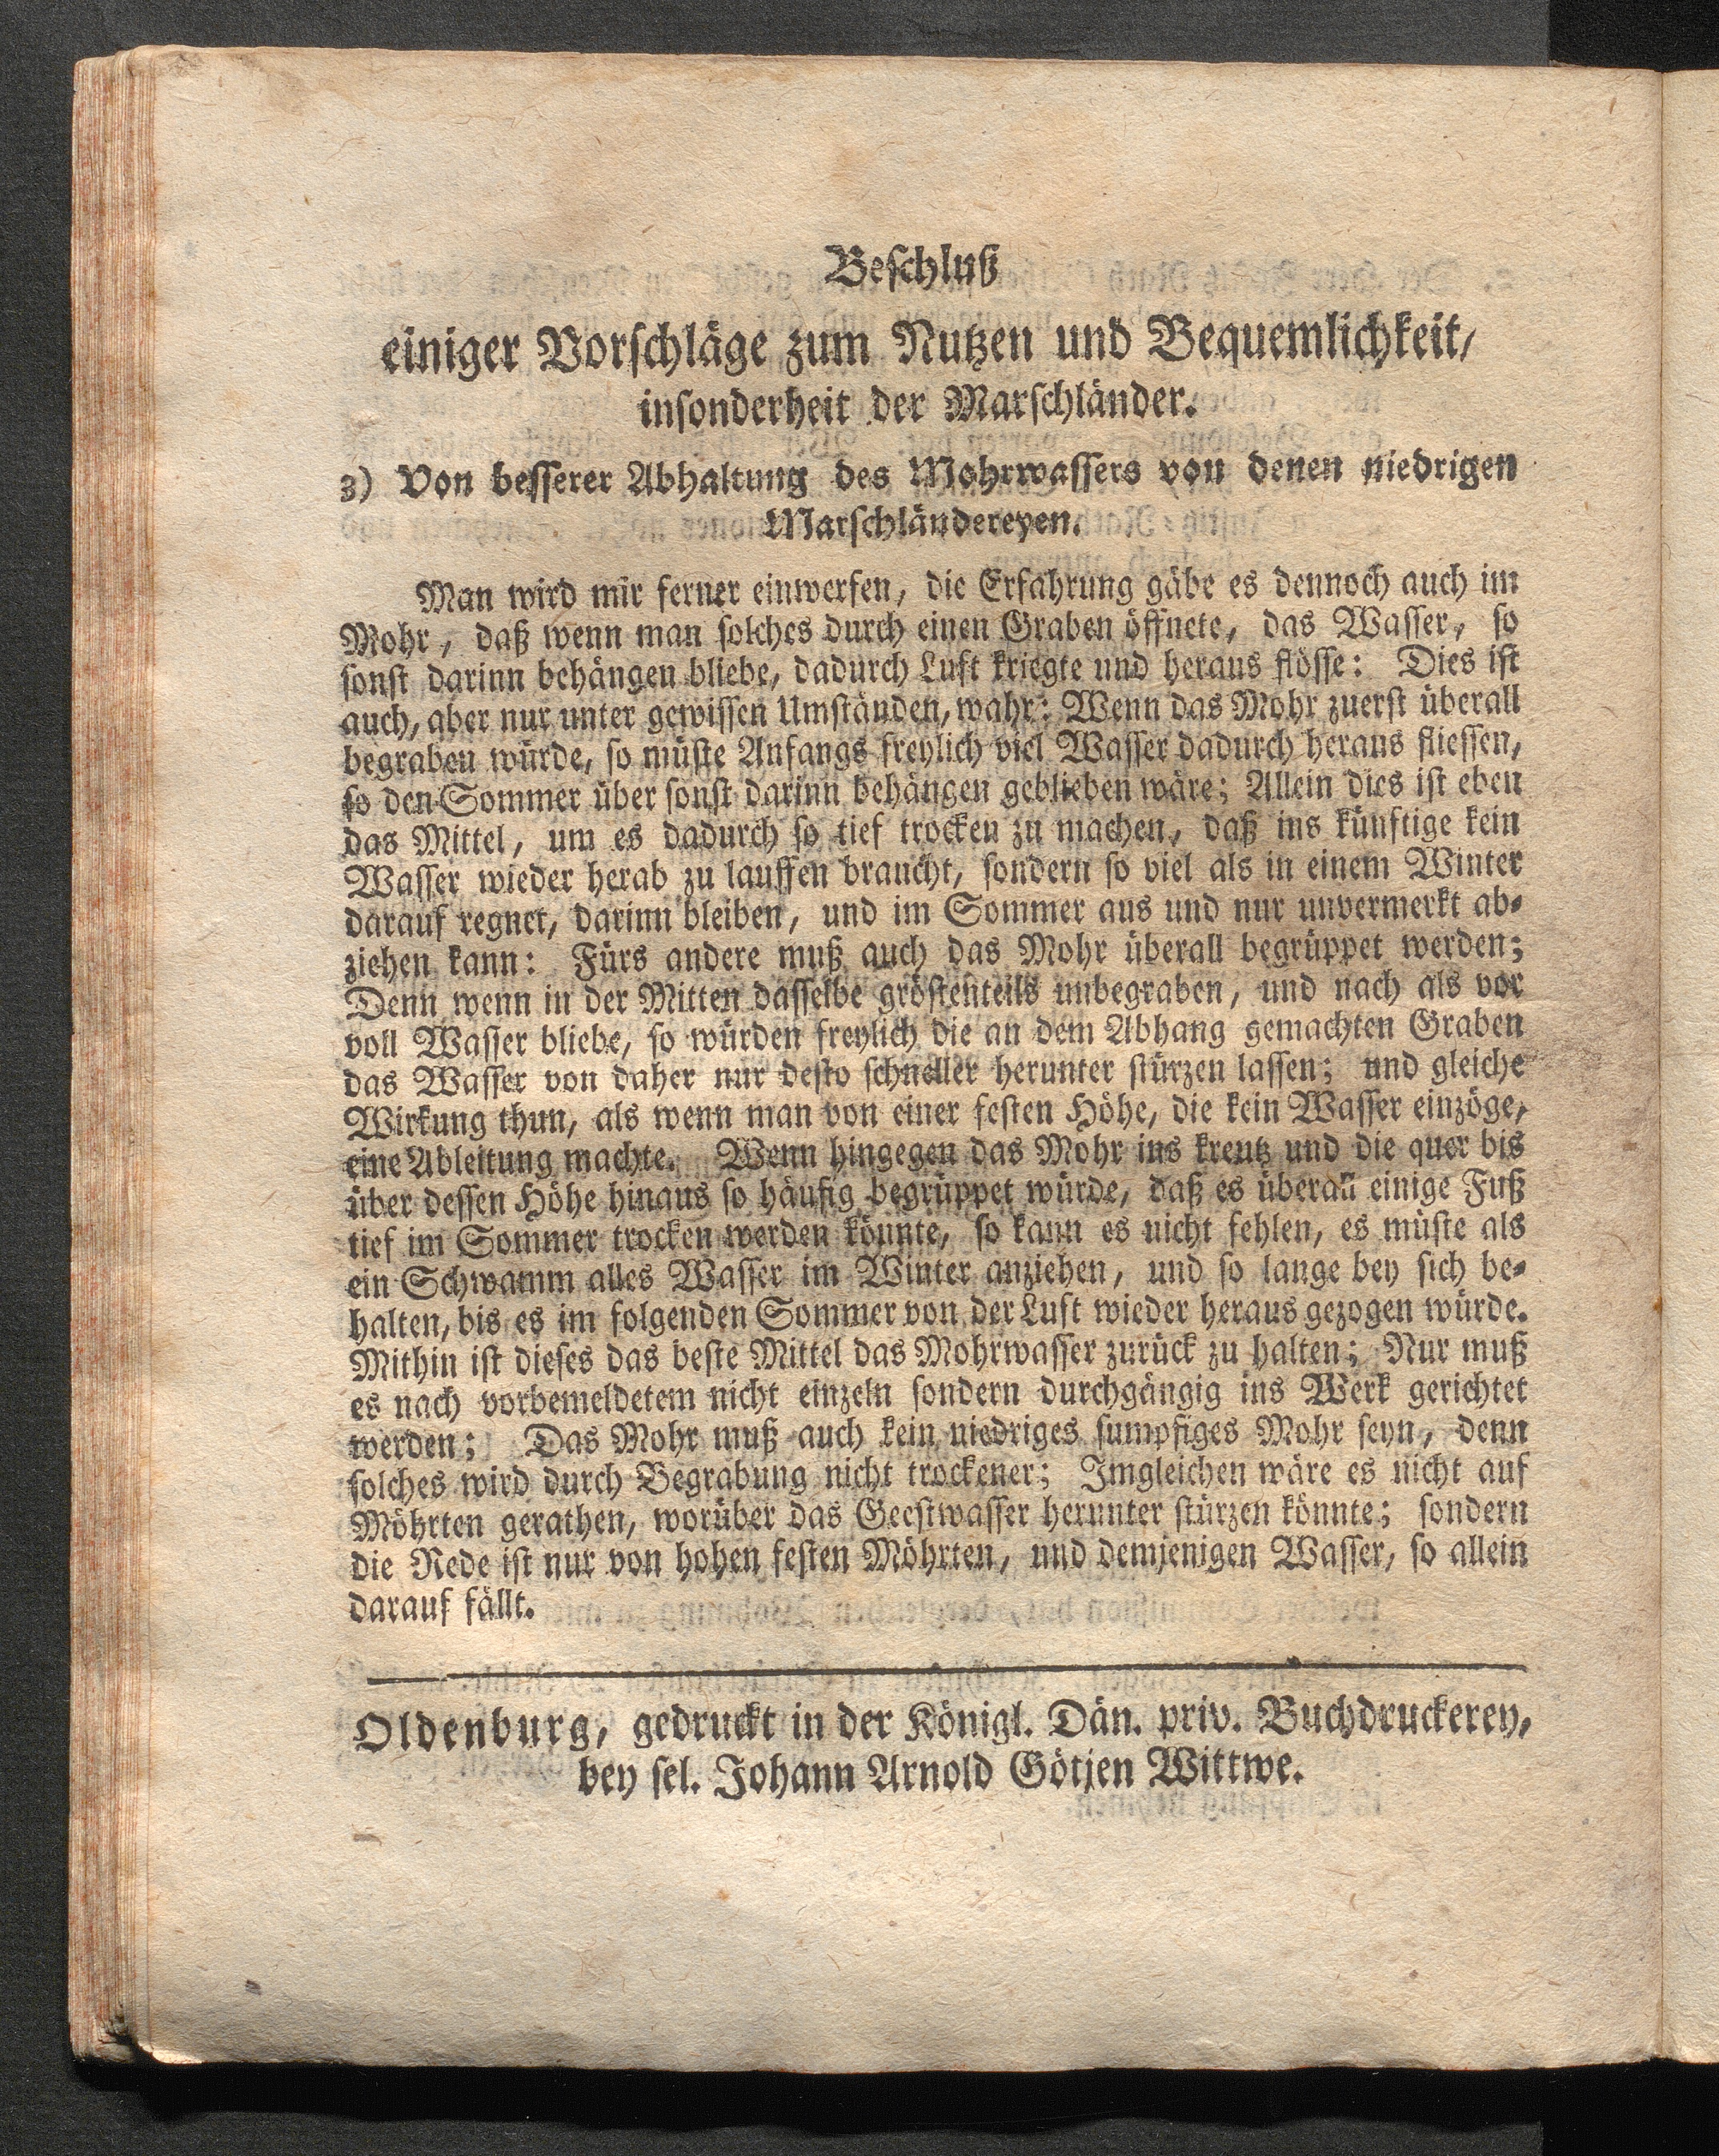 Beschluß
einiger Vorschläge zum Nutzen und Bequemlichkeit/
insonderheit der Marschländer.
3) Von besserer Abhaltung des Mohrwassers von denen niedrigen
Marschländereyen.
Man wird mir ferner einwerfen, die Erfahrung gäbe es dennoch auch im
Mohr, daß wenn man solches durch einen Graben öffnete, das Wasser, so
sonst darinn behängen bliebe, dadurch Luft kriegte und heraus flösse: Dies ist
auch, aber nur unter gewissen Umständen, wahr: Wenn das Mohr zuerst überall
begraben würde, so müste Anfangs freylich viel Wasser dadurch heraus fliessen,
so den Sommer über sonst darinn behängen geblieben wäre; Allein dies ist eben
das Mittel, um es dadurch so tief trocken zu machen, daß ins künftige kein
Wasser wieder herab zu lauffen braucht, sondern so viel als in einem Winter
darauf regnet, darinn bleiben, und im Sommer aus und nur unvermerkt ab-
ziehen kann: Fürs andere muß auch das Mohr überall begrüppet werden;
Denn wenn in der Mitten dasselbe gröstenteils unbegraben, und nach als vor
voll Wasser bliebe, so würden freylich die an dem Abhang gemachten Graben
das Wasser von daher nur desto schneller herunter stürzen lassen; und gleiche
Wirkung thun, als wenn man von einer festen Höhe, die kein Wasser einzöge,
eine Ableitung machte. Wenn hingegen das Mohr ins kreutz und die quer bis
über dessen Höhe hinaus so häufig begrüppet würde, daß es überall einige Fuß
tief im Sommer trocken werden könnte, so kann es nicht fehlen, es müste als
ein Schwamm alles Wasser im Winter anziehen, und so lange bey sich be-
halten, bis es im folgenden Sommer von der Luft wieder heraus gezogen würde.
Mithin ist dieses das beste Mittel das Mohrwasser zurück zu halten; Nur muß
es nach vorbemeldetem nicht einzeln sondern durchgängig ins Werk gerichtet
werden; Das Mohr muß auch kein niedriges sumpfiges Mohr seyn, denn
solches wird durch Begrabung nicht trockener; Imgleichen wäre es nicht auf
Möhrten gerathen, worüber das Geestwasser herunter stürzen könnte; sondern
die Rede ist nur von hohen festen Möhrten, und demjenigen Wasser, so allein
darauf fällt.
Oldenburg, gedruckt in der Königl. Dän. priv. Buchdruckerey,
bey sel. Johann Arnold Götjen Wittwe.